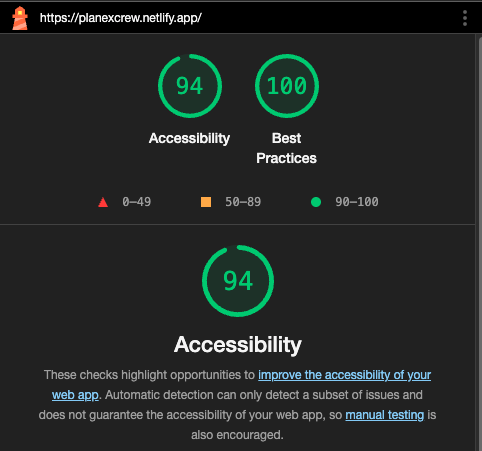 https://planexcrew.netlify.app/
94
100
Accessibility
Best
Practices
0–49
50–89
90–100
94
Accessibility
These checks highlight opportunities to improve the accessibility of your
web app. Automatic detection can only detect a subset of issues and
does not guarantee the accessibility of your web app, so manual testing is
also encouraged.